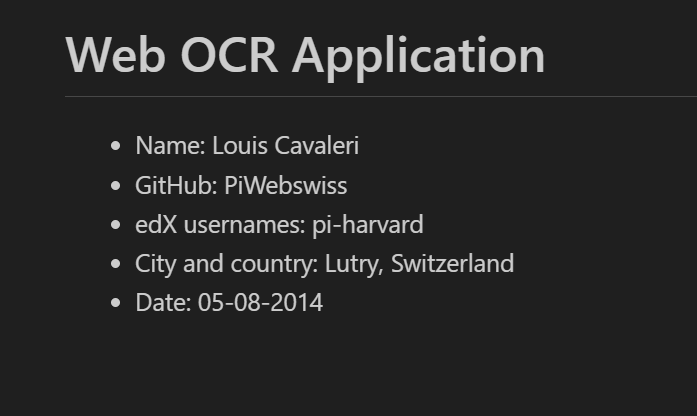 Web OCR Application
• Name: Louis Cavaleri
• GitHub: PiWebswiss
• edX usernames: pi-harvard
• City and country: Lutry, Switzerland
• Date: 05-08-2014